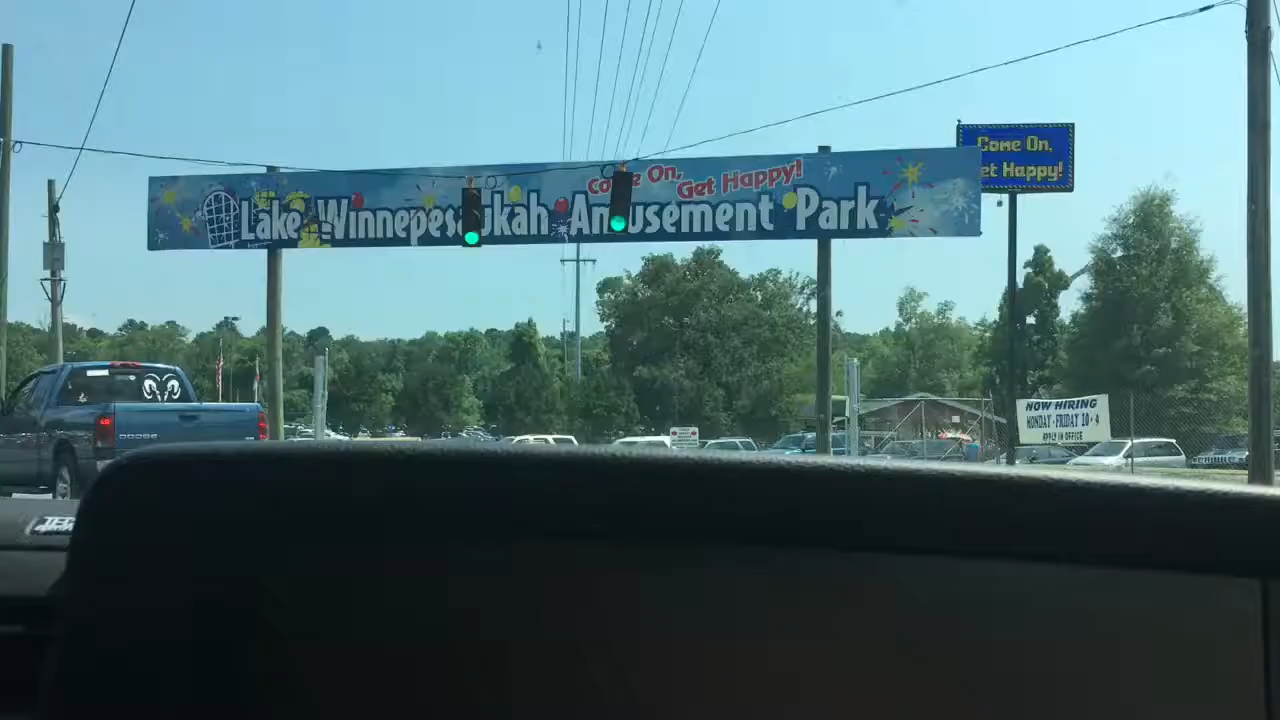 Come On,
Get Happy!
Lake Winnepesaukah Amusement Park
Come On,
Get Happy!
DODGE
NOW HIRING
MONDAY - FRIDAY 10 - 4
APPLY IN OFFICE